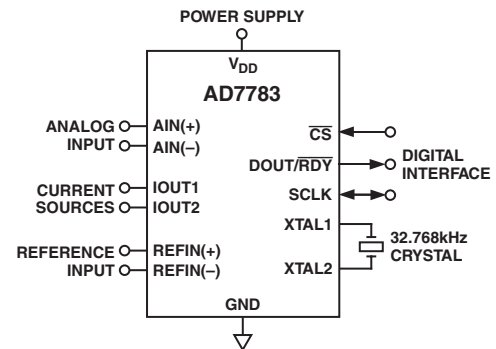 POWER SUPPLY
VDD
AD7783
ANALOG INPUT
AIN(+)
AIN(–)
CURRENT SOURCES
IOUT1
IOUT2
REFERENCE INPUT
REFIN(+)
REFIN(–)
CS
DOUT/RDY
SCLK
DIGITAL INTERFACE
XTAL1
XTAL2
32.768kHz CRYSTAL
GND